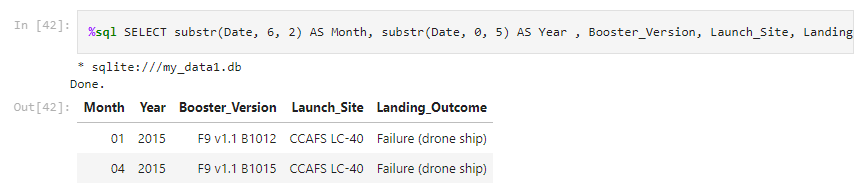 In [42]: %sql SELECT substr(Date, 6, 2) AS Month, substr(Date, 0, 5) AS Year , Booster_Version, Launch_Site, Landing
* sqlite:///my_data1.db
Done.
Out[42]: Month Year Booster_Version Launch_Site Landing_Outcome
01 2015 F9 v1.1 B1012 CCAFS LC-40 Failure (drone ship)
04 2015 F9 v1.1 B1015 CCAFS LC-40 Failure (drone ship)